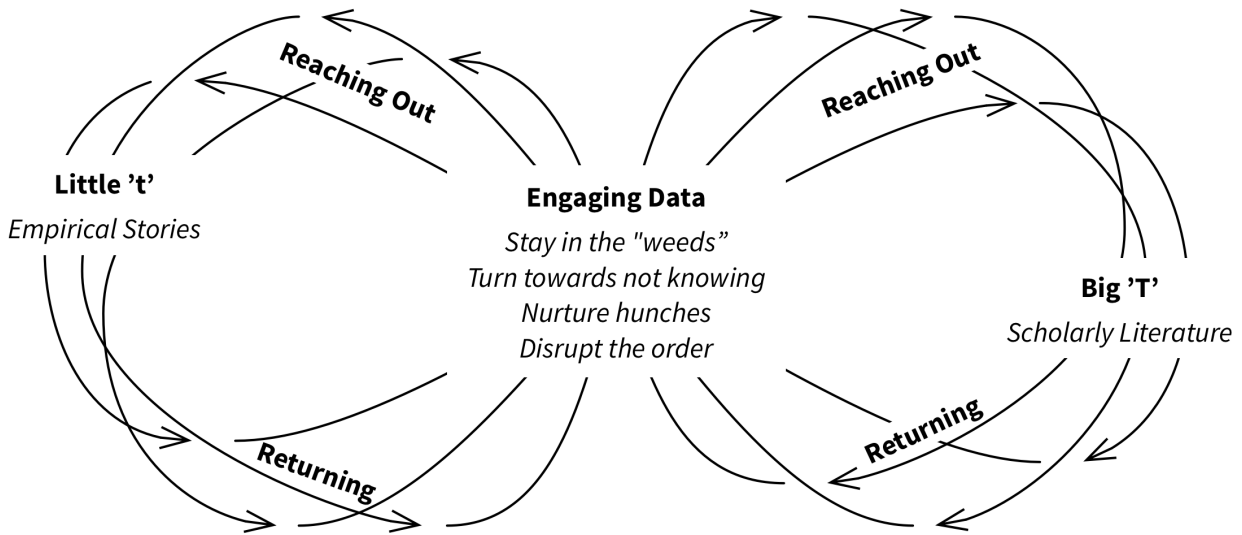 Reaching Out
Reaching Out
Little ’t’
Empirical Stories
Engaging Data
Stay in the "weeds”
Turn towards not knowing
Nurture hunches
Disrupt the order
Big ’T’
Scholarly Literature
Returning
Returning